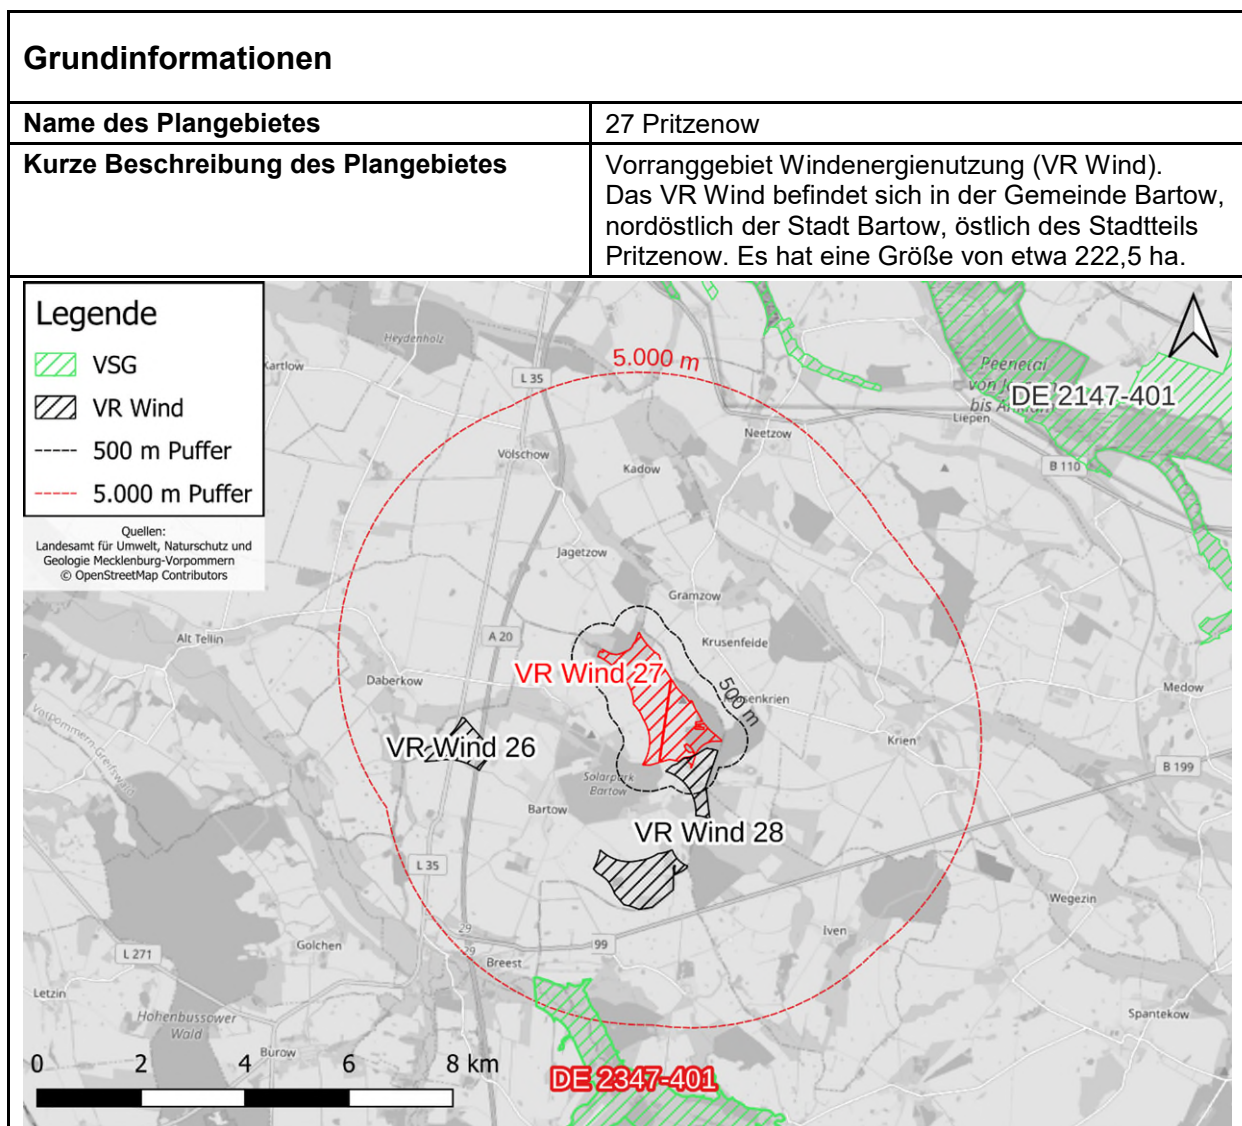 Grundinformationen
Name des Plangebietes
27 Pritzenow
Kurze Beschreibung des Plangebietes
Vorranggebiet Windenergienutzung (VR Wind).
Das VR Wind befindet sich in der Gemeinde Bartow,
nordöstlich der Stadt Bartow, östlich des Stadtteils
Pritzenow. Es hat eine Größe von etwa 222,5 ha.
Legende
VSG
VR Wind
500 m Puffer
5.000 m Puffer
Quellen:
Landesamt für Umwelt, Naturschutz und
Geologie Mecklenburg-Vorpommern
© OpenStreetMap Contributors
Heydenholz
Kartlow
5.000 m
L 35
Peenetal
von
bis
DE 2147-401
Liepen
Neetzow
B 110
Völschow
Kadow
Jagetzow
Gramzow
Alt Tellin
A 20
Krusenfelde
VR Wind 27
500 m
Daberkow
Medow
Vorpommern-Greifswald
VR Wind 26
Krien
B 199
Solarpark
Bartow
Bartow
VR Wind 28
L 35
Wegezin
29
29
99
Iven
Golchen
L 271
Breest
Letzin
Hohenbussower
Wald
Spantekow
Burow
DE 2347-401
0 2 4 6 8 km